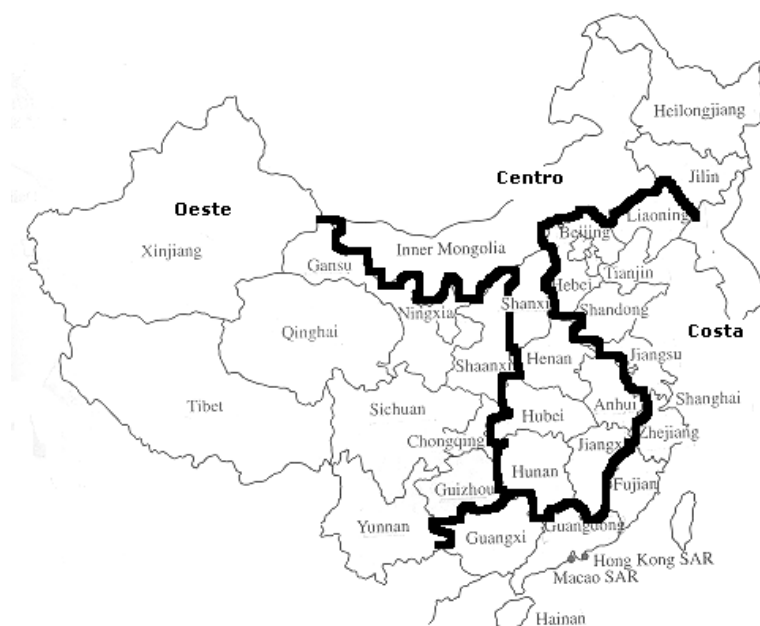 Heilongjiang
Jilin
Centro
Oeste
Liaoning
Beijing
Inner Mongolia
Xinjiang
Gansu
Tianjin
Hebei
Shanxi
Shandong
Ningxia
Costa
Qinghai
Henan
Jiangsu
Shaanxi
Shanghai
Anhui
Tibet
Sichuan
Hubei
Zhejiang
Chongqing
Jiangx
Hunan
Fujian
Guizhou
Guangdong
Yunnan
Guangxi
Hong Kong SAR
Macao SAR
Hainan